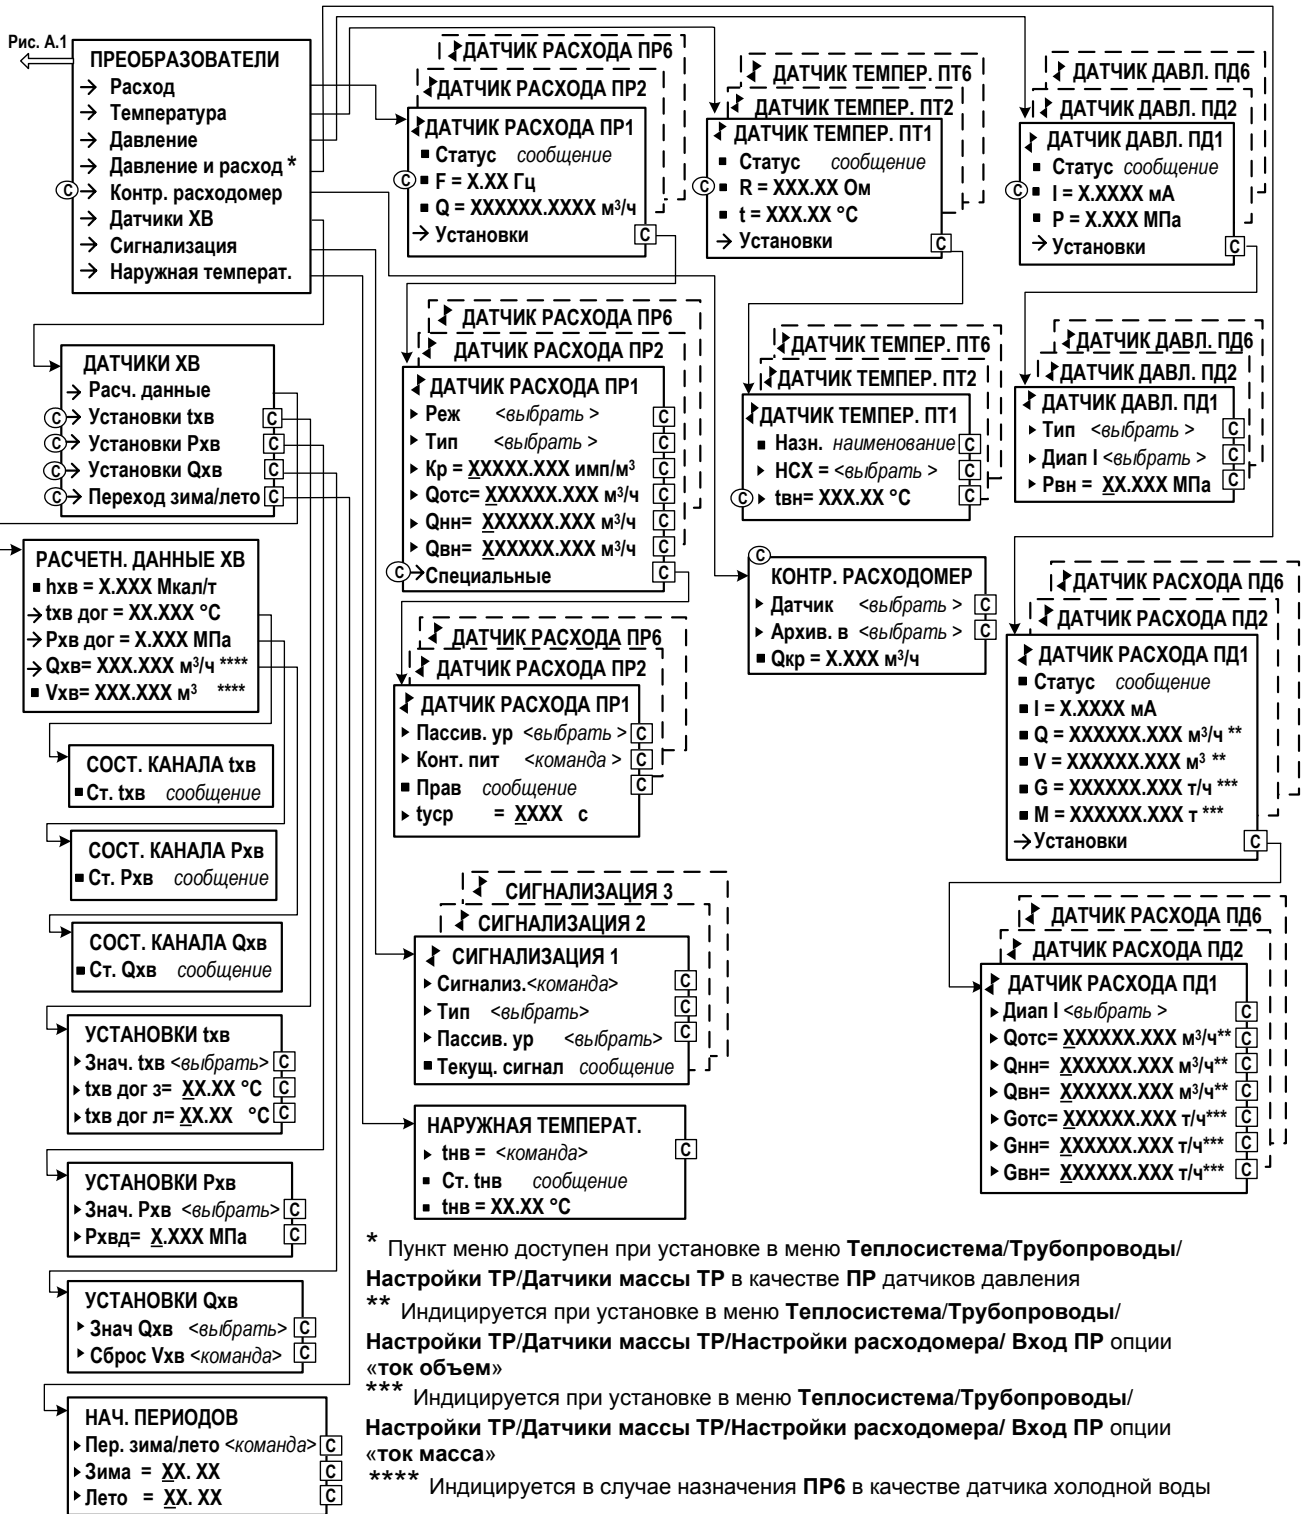 Рис. А.1
ПРЕОБРАЗОВАТЕЛИ
→ Расход
→ Температура
→ Давление
→ Давление и расход *
С → Контр. расходомер
→ Датчики ХВ
→ Сигнализация
→ Наружная температ.
ДАТЧИК РАСХОДА ПР6
ДАТЧИК РАСХОДА ПР2
ДАТЧИК РАСХОДА ПР1
▪ Статус сообщение
С ▪ F = X.XX Гц
▪ Q = XXXXXX.XXXX м³/ч
→ Установки С
ДАТЧИК ТЕМПЕР. ПТ6
ДАТЧИК ТЕМПЕР. ПТ2
ДАТЧИК ТЕМПЕР. ПТ1
▪ Статус сообщение
С ▪ R = XXX.XX Ом
▪ t = XXX.XX °C
→ Установки С
ДАТЧИК ДАВЛ. ПД6
ДАТЧИК ДАВЛ. ПД2
ДАТЧИК ДАВЛ. ПД1
▪ Статус сообщение
С ▪ I = X.XXXX мА
▪ P = X.XXX МПа
→ Установки С
ДАТЧИКИ ХВ
→ Расч. данные
С → Установки tхв С
С → Установки Pхв С
С → Установки Qхв С
С → Переход зима/лето С
ДАТЧИК РАСХОДА ПР6
ДАТЧИК РАСХОДА ПР2
ДАТЧИК РАСХОДА ПР1
▸ Реж <выбрать > С
▸ Тип <выбрать > С
▸ Кр = XXXXX.XXX имп/м³ С
▸ Qотс= XXXXXX.XXX м³/ч С
▸ Qнн= XXXXXX.XXX м³/ч С
▸ Qвн= XXXXXX.XXX м³/ч С
С → Специальные С
ДАТЧИК ТЕМПЕР. ПТ6
ДАТЧИК ТЕМПЕР. ПТ2
ДАТЧИК ТЕМПЕР. ПТ1
▪ Назн. наименование С
▸ НСХ = <выбрать > С
С ▸ tвн= XXX.XX °C С
ДАТЧИК ДАВЛ. ПД6
ДАТЧИК ДАВЛ. ПД2
ДАТЧИК ДАВЛ. ПД1
▸ Тип <выбрать > С
▸ Диап I <выбрать > С
▸ Pвн = XX.XXX МПа С
РАСЧЕТН. ДАННЫЕ ХВ
▪ hхв = X.XXX Мкал/т
→ tхв дог = XX.XXX °C
→ Pхв дог = X.XXX МПа
→ Qхв= XXX.XXX м³/ч ****
▪ Vхв= XXX.XXX м³ ****
С
КОНТР. РАСХОДОМЕР
▸ Датчик <выбрать > С
▸ Архив. в <выбрать > С
▪ Qкр = X.XXX м³/ч
ДАТЧИК РАСХОДА ПР6
ДАТЧИК РАСХОДА ПР2
ДАТЧИК РАСХОДА ПР1
▸ Пассив. ур <выбрать > С
▸ Конт. пит <команда > С
▪ Прав сообщение С
▸ tуср = XXXX с
ДАТЧИК РАСХОДА ПД6
ДАТЧИК РАСХОДА ПД2
ДАТЧИК РАСХОДА ПД1
▪ Статус сообщение
▪ I = X.XXXX мА
▪ Q = XXXXXX.XXX м³/ч **
▪ V = XXXXXX.XXX м³ **
▪ G = XXXXXX.XXX т/ч ***
▪ M = XXXXXX.XXX т ***
→ Установки С
СОСТ. КАНАЛА tхв
▪ Ст. tхв сообщение
СОСТ. КАНАЛА Pхв
▪ Ст. Pхв сообщение
СОСТ. КАНАЛА Qхв
▪ Ст. Qхв сообщение
СИГНАЛИЗАЦИЯ 3
СИГНАЛИЗАЦИЯ 2
СИГНАЛИЗАЦИЯ 1
▸ Сигнализ.<команда> С
▸ Тип <выбрать> С
▸ Пассив. ур <выбрать> С
▪ Текущ. сигнал сообщение
ДАТЧИК РАСХОДА ПД6
ДАТЧИК РАСХОДА ПД2
ДАТЧИК РАСХОДА ПД1
▸ Диап I <выбрать > С
▸ Qотс= XXXXXX.XXX м³/ч** С
▸ Qнн= XXXXXX.XXX м³/ч** С
▸ Qвн= XXXXXX.XXX м³/ч** С
▸ Gотс= XXXXXX.XXX т/ч*** С
▸ Gнн= XXXXXX.XXX т/ч*** С
▸ Gвн= XXXXXX.XXX т/ч*** С
УСТАНОВКИ tхв
▸ Знач. tхв <выбрать> С
▸ tхв дог з= XX.XX °C С
▸ tхв дог л= XX.XX °C С
НАРУЖНАЯ ТЕМПЕРАТ.
▸ tнв = <команда> С
▪ Ст. tнв сообщение
▪ tнв = XX.XX °C
УСТАНОВКИ Pхв
▸ Знач. Pхв <выбрать> С
▸ Pхвд= X.XXX МПа С
УСТАНОВКИ Qхв
▸ Знач Qхв <выбрать> С
▸ Сброс Vхв <команда> С
НАЧ. ПЕРИОДОВ
▸ Пер. зима/лето <команда> С
▸ Зима = XX. XX С
▸ Лето = XX. XX С
* Пункт меню доступен при установке в меню Теплосистема/Трубопроводы/
Настройки ТР/Датчики массы ТР в качестве ПР датчиков давления
** Индицируется при установке в меню Теплосистема/Трубопроводы/
Настройки ТР/Датчики массы ТР/Настройки расходомера/ Вход ПР опции
«ток объем»
*** Индицируется при установке в меню Теплосистема/Трубопроводы/
Настройки ТР/Датчики массы ТР/Настройки расходомера/ Вход ПР опции
«ток масса»
**** Индицируется в случае назначения ПР6 в качестве датчика холодной воды